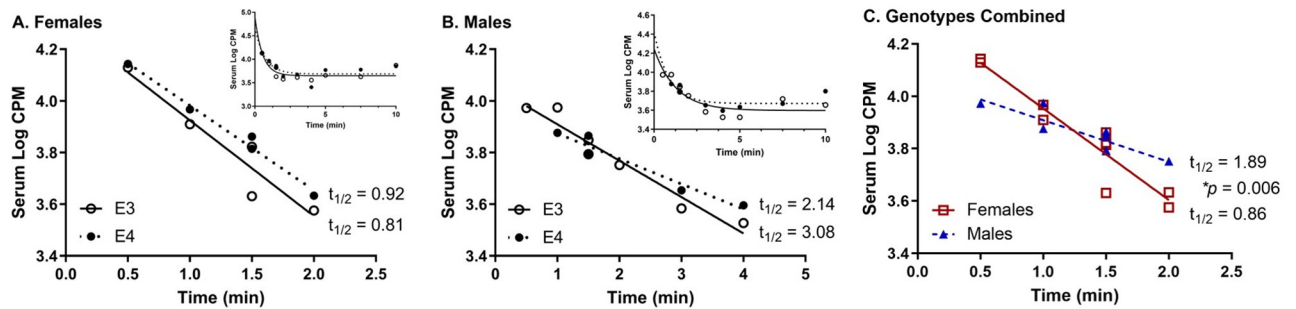 A. Females
5.0
4.5
4.0
3.5
3.0
0
5
10
Serum Log CPM
Time (min)
4.2
4.0
3.8
3.6
3.4
0.0
0.5
1.0
1.5
2.0
2.5
Serum Log CPM
Time (min)
E3
E4
t1/2 = 0.92
t1/2 = 0.81
B. Males
4.6
4.4
4.2
4.0
3.8
3.6
3.4
0
5
10
Serum Log CPM
Time (min)
4.2
4.0
3.8
3.6
3.4
0
1
2
3
4
5
Serum Log CPM
Time (min)
E3
E4
t1/2 = 2.14
t1/2 = 3.08
C. Genotypes Combined
4.2
4.0
3.8
3.6
3.4
0.0
0.5
1.0
1.5
2.0
2.5
Serum Log CPM
Time (min)
Females
Males
t1/2 = 1.89
*p = 0.006
t1/2 = 0.86